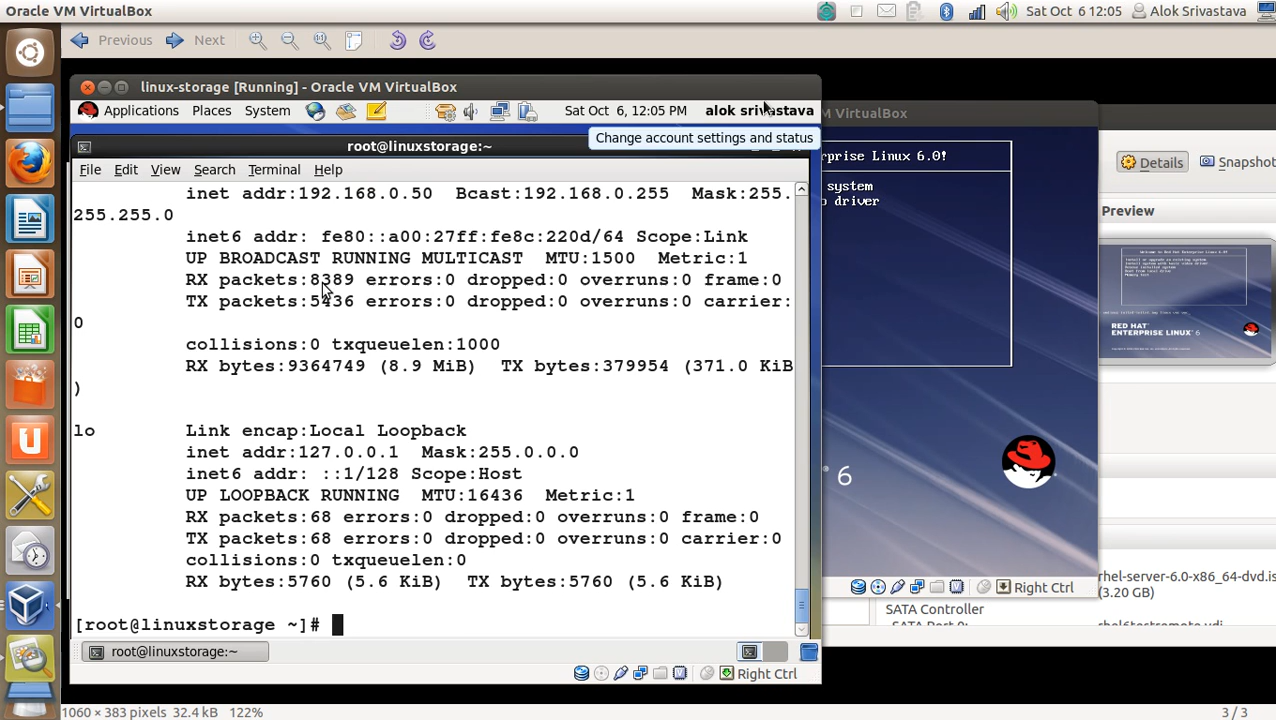 Oracle VM VirtualBox
Sat Oct 6 12:05
Alok Srivastava
Previous
Next
linux-storage [Running] - Oracle VM VirtualBox
Applications Places System
Sat Oct 6, 12:05 PM
alok srivastava
Change account settings and status
root@linuxstorage:~
File Edit View Search Terminal Help
inet addr:192.168.0.50 Bcast:192.168.0.255 Mask:255.
255.255.0
inet6 addr: fe80::a00:27ff:fe8c:220d/64 Scope:Link
UP BROADCAST RUNNING MULTICAST MTU:1500 Metric:1
RX packets:8389 errors:0 dropped:0 overruns:0 frame:0
TX packets:5436 errors:0 dropped:0 overruns:0 carrier:
0
collisions:0 txqueuelen:1000
RX bytes:9364749 (8.9 MiB) TX bytes:379954 (371.0 KiB
)
lo Link encap:Local Loopback
inet addr:127.0.0.1 Mask:255.0.0.0
inet6 addr: ::1/128 Scope:Host
UP LOOPBACK RUNNING MTU:16436 Metric:1
RX packets:68 errors:0 dropped:0 overruns:0 frame:0
TX packets:68 errors:0 dropped:0 overruns:0 carrier:0
collisions:0 txqueuelen:0
RX bytes:5760 (5.6 KiB) TX bytes:5760 (5.6 KiB)
[root@linuxstorage ~]#
root@linuxstorage:~
Right Ctrl
VM VirtualBox
rprise Linux 6.0!
system
o driver
® 6
Right Ctrl
Details
Snapshot
Preview
RED HAT
ENTERPRISE LINUX 6
rhel-server-6.0-x86_64-dvd.is
(3.20 GB)
SATA Controller
1060 × 383 pixels 32.4 kB 122%
3 / 3